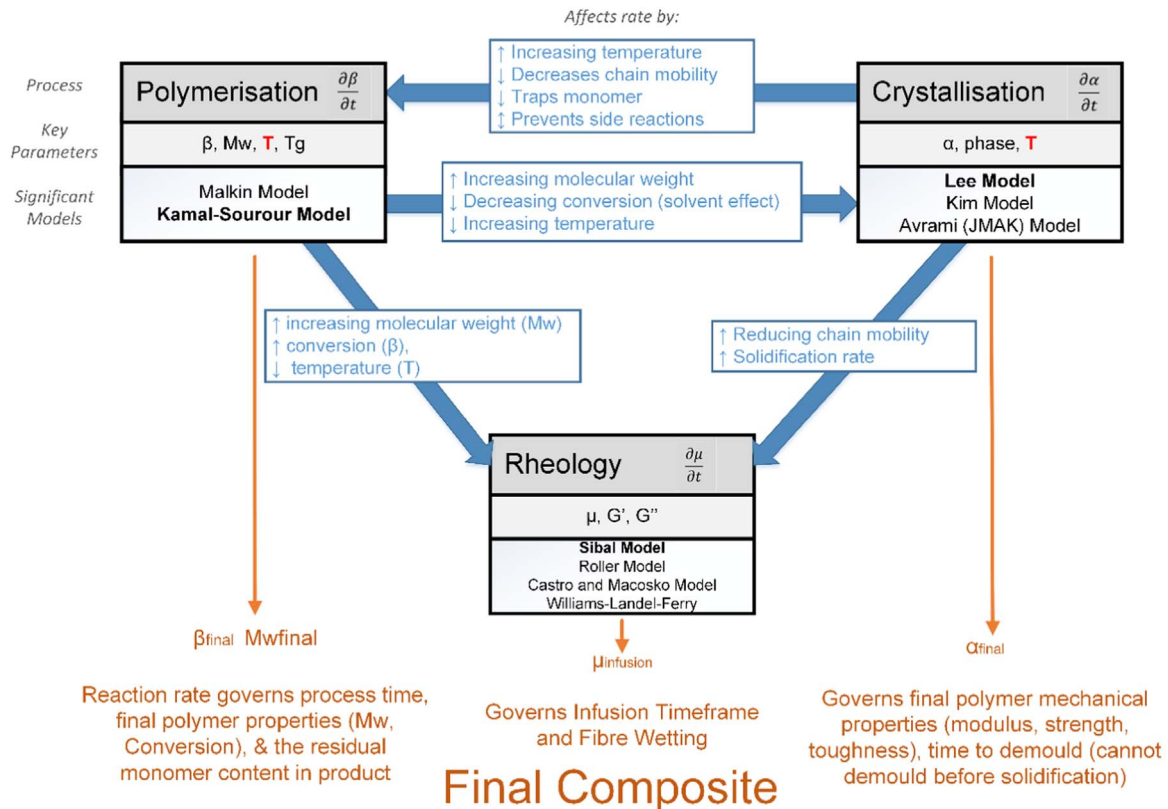 Affects rate by:
Process
Key
Parameters
Significant
Models
Polymerisation ∂β/∂t
β, Mw, T, Tg
Malkin Model
Kamal-Sourour Model
↑ Increasing temperature
↓ Decreases chain mobility
↓ Traps monomer
↕ Prevents side reactions
Crystallisation ∂α/∂t
α, phase, T
Lee Model
Kim Model
Avrami (JMAK) Model
↑ Increasing molecular weight
↓ Decreasing conversion (solvent effect)
↓ Increasing temperature
↑ increasing molecular weight (Mw)
↑ conversion (β),
↓ temperature (T)
↑ Reducing chain mobility
↑ Solidification rate
Rheology ∂μ/∂t
μ, G’, G’’
Sibal Model
Roller Model
Castro and Macosko Model
Williams-Landel-Ferry
βfinal Mwfinal
Reaction rate governs process time,
final polymer properties (Mw,
Conversion), & the residual
monomer content in product
μinfusion
Governs Infusion Timeframe
and Fibre Wetting
αfinal
Governs final polymer mechanical
properties (modulus, strength,
toughness), time to demould (cannot
demould before solidification)
Final Composite